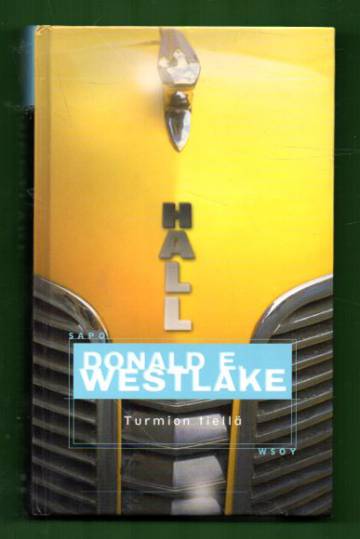 HALL
SAPO
DONALD E.
WESTLAKE
Turmion tiellä
WSOY